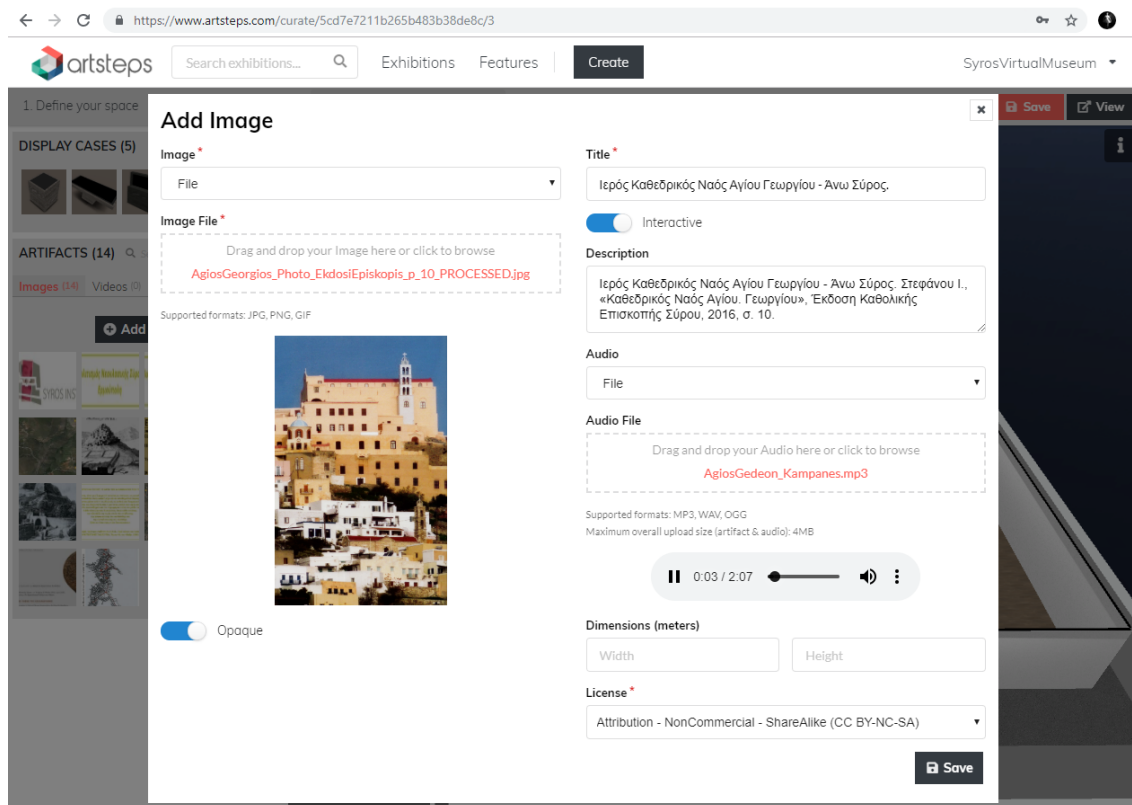 https://www.artsteps.com/curate/5cd7e7211b265b483b38de8c/3
artsteps
Search exhibitions...
Exhibitions
Features
Create
SyrosVirtualMuseum
1. Define your space
Save
View
DISPLAY CASES (5)
ARTIFACTS (14)
Images (14)
Videos (0)
Add
SYROS INS
Add Image
Image*
File
Image File*
Drag and drop your Image here or click to browse
AgiosGeorgios_Photo_EkdosiEpiskopis_p_10_PROCESSED.jpg
Supported formats: JPG, PNG, GIF
Opaque
Title*
Ιερός Καθεδρικός Ναός Αγίου Γεωργίου - Άνω Σύρος.
Interactive
Description
Ιερός Καθεδρικός Ναός Αγίου Γεωργίου - Άνω Σύρος. Στεφάνου Ι.,
«Καθεδρικός Ναός Αγίου. Γεωργίου», Έκδοση Καθολικής
Επισκοπής Σύρου, 2016, σ. 10.
Audio
File
Audio File
Drag and drop your Audio here or click to browse
AgiosGedeon_Kampanes.mp3
Supported formats: MP3, WAV, OGG
Maximum overall upload size (artifact & audio): 4MB
0:03 / 2:07
Dimensions (meters)
Width
Height
License*
Attribution - NonCommercial - ShareAlike (CC BY-NC-SA)
Save